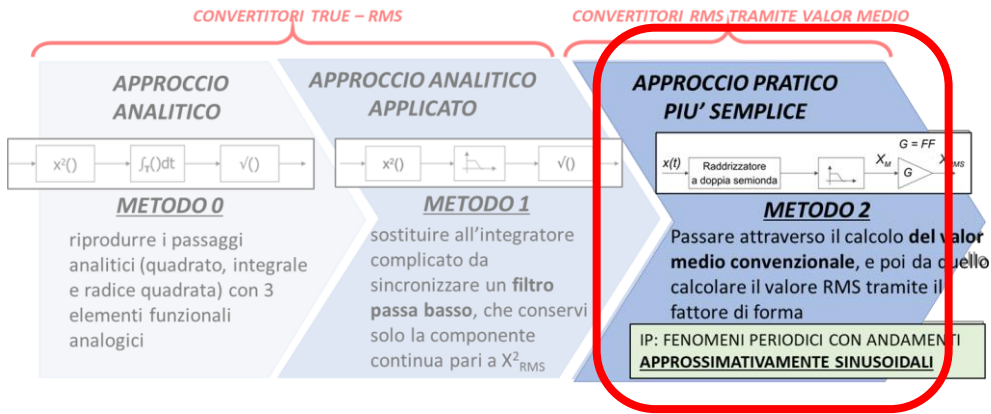 CONVERTITORI TRUE – RMS
CONVERTITORI RMS TRAMITE VALOR MEDIO
APPROCCIO
ANALITICO
x²()
∫T()dt
√()
METODO 0
riprodurre i passaggi
analitici (quadrato, integrale
e radice quadrata) con 3
elementi funzionali
analogici
APPROCCIO ANALITICO
APPLICATO
x²()
√()
METODO 1
sostituire all’integratore
complicato da
sincronizzare un filtro
passa basso, che conservi
solo la componente
continua pari a X²RMS
APPROCCIO PRATICO
PIU’ SEMPLICE
G = FF
x(t)
Raddrizzatore
a doppia semionda
XM
G
XRMS
METODO 2
Passare attraverso il calcolo del valor
medio convenzionale, e poi da quello
calcolare il valore RMS tramite il
fattore di forma
IP: FENOMENI PERIODICI CON ANDAMENTI
APPROSSIMATIVAMENTE SINUSOIDALI